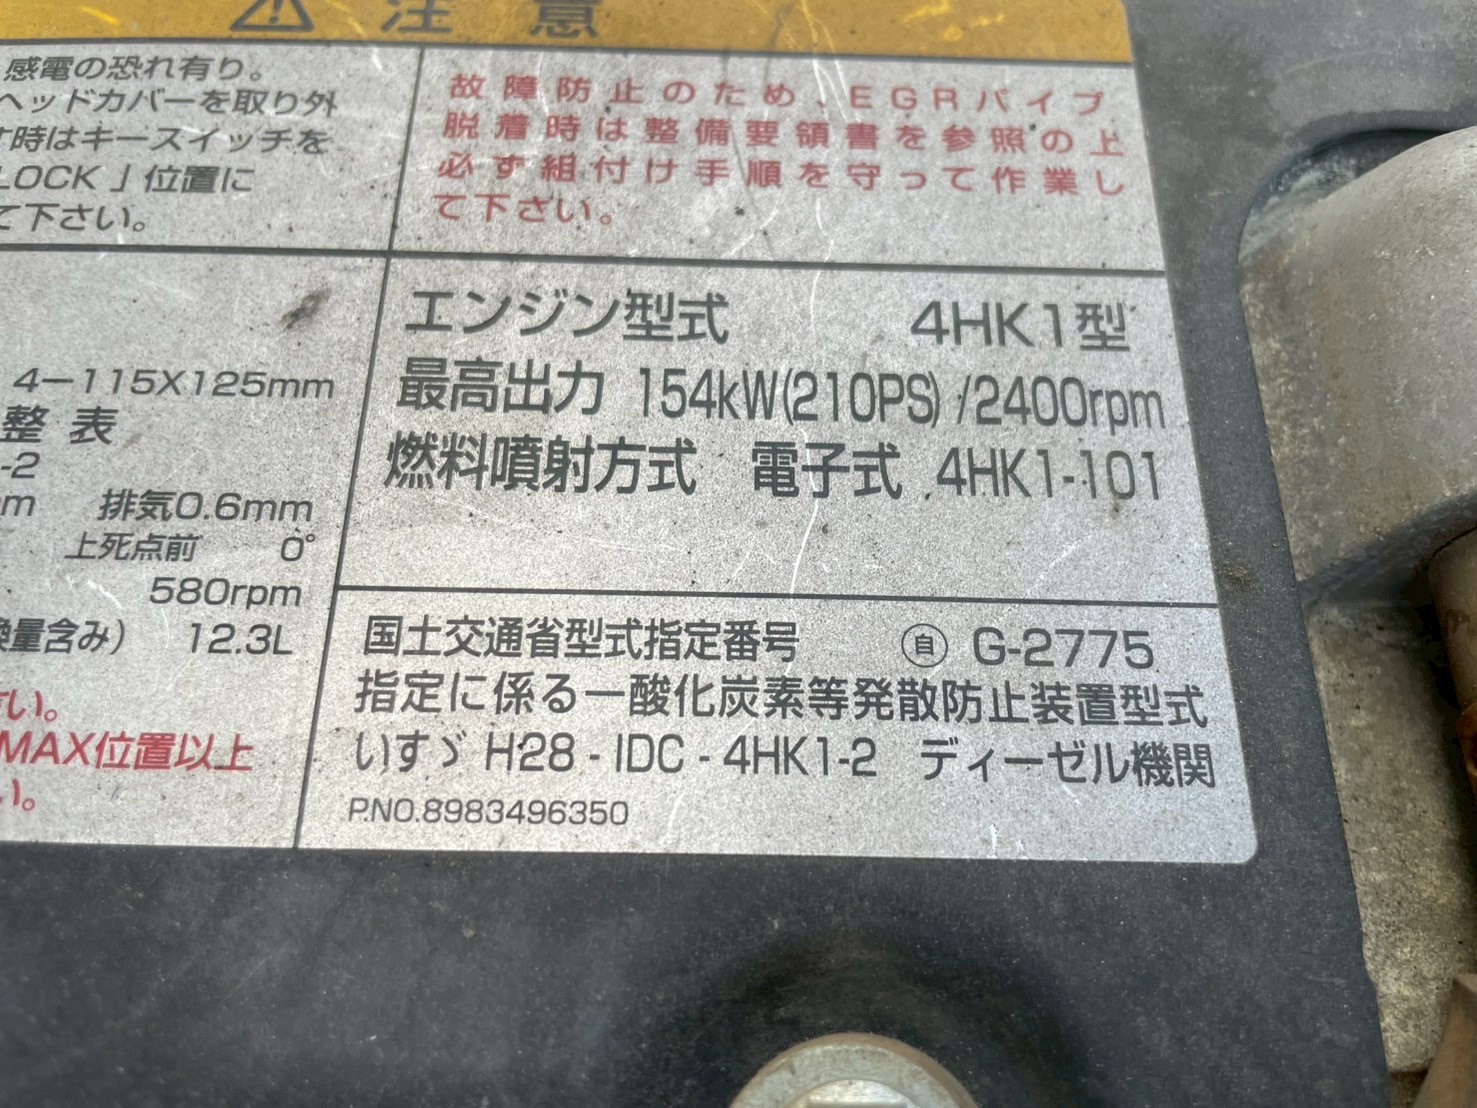 ⚠ 注意
感電の恐れ有り。
ヘッドカバーを取り外
す時はキースイッチを
LOCK」位置に
て下さい。
故障防止のため、EGRパイプ
脱着時は整備要領書を参照の上
必ず組付け手順を守って作業し
て下さい。
4-115X125mm
整表
-2
排気0.6mm
上死点前 0°
580rpm
換量含み) 12.3L
さい。
MAX位置以上
い。
エンジン型式 4HK1型
最高出力 154kW(210PS)/2400rpm
燃料噴射方式 電子式 4HK1-101
国土交通省型式指定番号 ㊐ G-2775
指定に係る一酸化炭素等発散防止装置型式
いすゞ H28-IDC-4HK1-2 ディーゼル機関
P.NO.8983496350